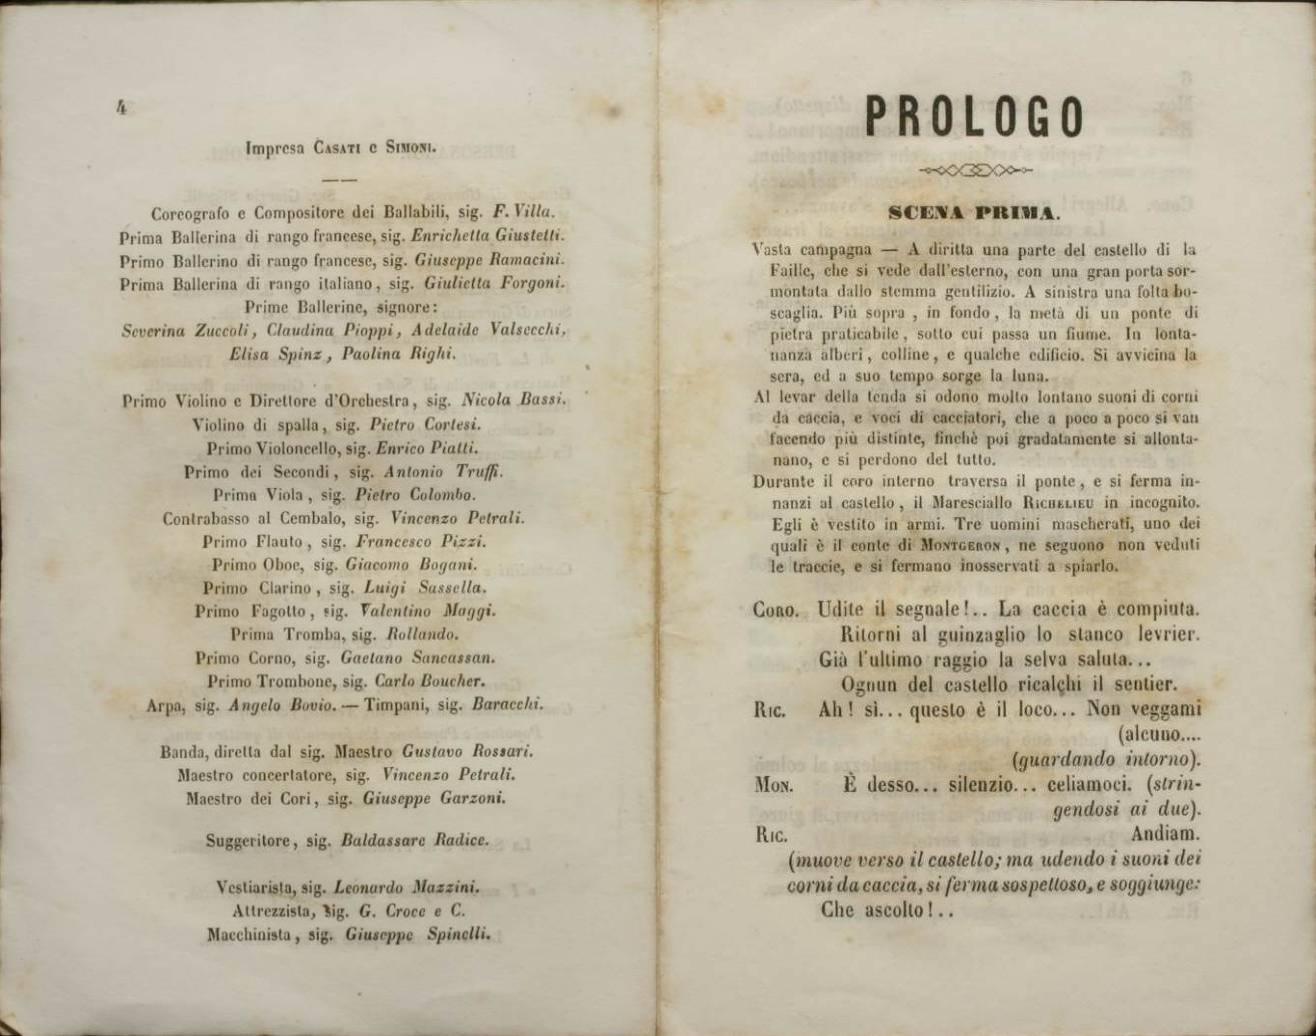 4
Impresa CASATI e SIMONI.
Coreografo e Compositore dei Ballabili, sig. F. Villa.
Prima Ballerina di rango francese, sig. Enrichetta Giustetti.
Primo Ballerino di rango francese, sig. Giuseppe Ramacini.
Prima Ballerina di rango italiano, sig. Giulietta Forgoni.
Prime Ballerine, signore:
Severina Zuccoli, Claudina Pioppi, Adelaide Valsecchi,
Elisa Spinz, Paolina Righi.
Primo Violino e Direttore d'Orchestra, sig. Nicola Bassi.
Violino di spalla, sig. Pietro Cortesi.
Primo Violoncello, sig. Enrico Piatti.
Primo dei Secondi, sig. Antonio Truffi.
Prima Viola, sig. Pietro Colombo.
Contrabasso al Cembalo, sig. Vincenzo Petrali.
Primo Flauto, sig. Francesco Pizzi.
Primo Oboe, sig. Giacomo Bogani.
Primo Clarino, sig. Luigi Sassella.
Primo Fagotto, sig. Valentino Maggi.
Prima Tromba, sig. Rollando.
Primo Corno, sig. Gaetano Sancassan.
Primo Trombone, sig. Carlo Boucher.
Arpa, sig. Angelo Bovio. — Timpani, sig. Baracchi.
Banda, diretta dal sig. Maestro Gustavo Rossari.
Maestro concertatore, sig. Vincenzo Petrali.
Maestro dei Cori, sig. Giuseppe Garzoni.
Suggeritore, sig. Baldassare Radice.
Vestiarista, sig. Leonardo Mazzini.
Attrezzista, sig. G. Croce e C.
Macchinista, sig. Giuseppe Spinelli.
PROLOGO
SCENA PRIMA.
Vasta campagna — A diritta una parte del castello di la
Faille, che si vede dall'esterno, con una gran porta sor-
montata dallo stemma gentilizio. A sinistra una folta bo-
scaglia. Più sopra, in fondo, la metà di un ponte di
pietra praticabile, sotto cui passa un fiume. In lonta-
nanza alberi, colline, e qualche edificio. Si avvicina la
sera, ed a suo tempo sorge la luna.
Al levar della tenda si odono molto lontano suoni di corni
da caccia, e voci di cacciatori, che a poco a poco si van
facendo più distinte, finchè poi gradatamente si allonta-
nano, e si perdono del tutto.
Durante il coro interno traversa il ponte, e si ferma in-
nanzi al castello, il Maresciallo RICHELIEU in incognito.
Egli è vestito in armi. Tre uomini mascherati, uno dei
quali è il conte di MONTGERON, ne seguono non veduti
le traccie, e si fermano inosservati a spiarlo.
CORO. Udite il segnale!.. La caccia è compiuta.
Ritorni al guinzaglio lo stanco levrier.
Già l'ultimo raggio la selva saluta...
Ognun del castello ricalchi il sentier.
RIC. Ah! sì... questo è il loco... Non veggami
(alcuno....
(guardando intorno).
MON. È desso... silenzio... celiamoci. (strin-
gendosi ai due).
RIC. Andiam.
(muove verso il castello; ma udendo i suoni dei
corni da caccia, si ferma sospettoso, e soggiunge:
Che ascolto!..